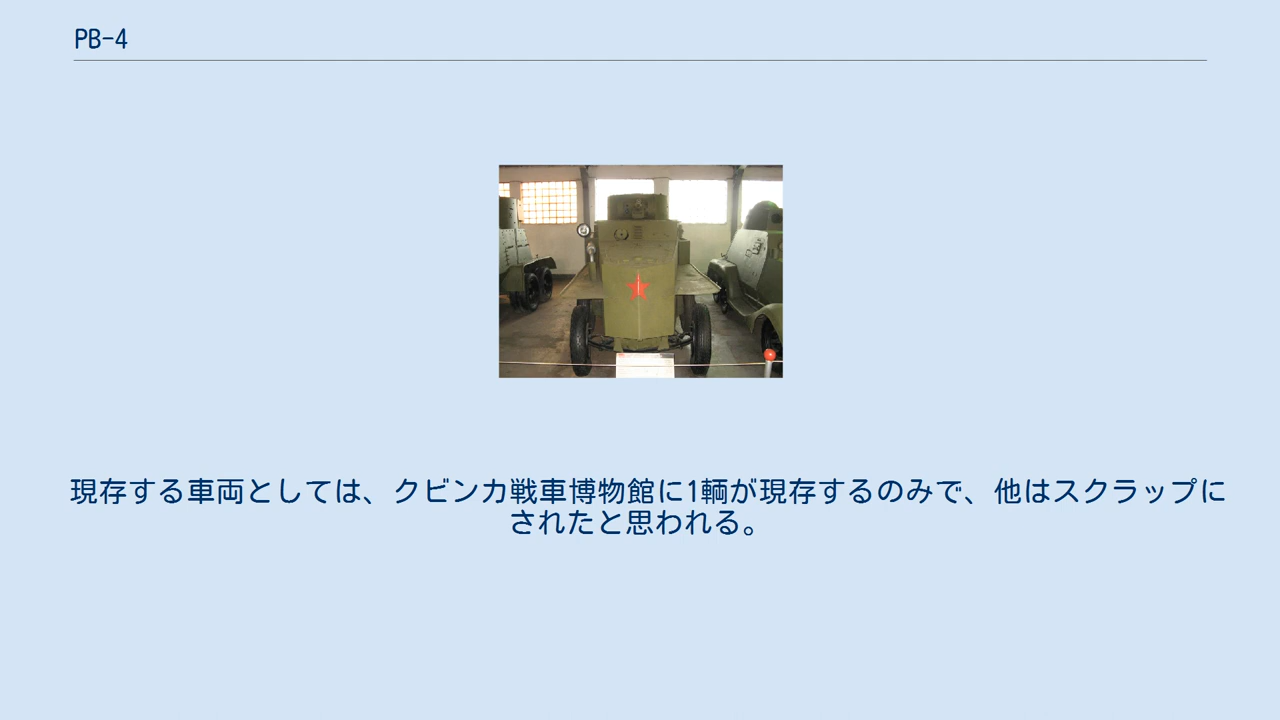 PB-4
現存する車両としては、クビンカ戦車博物館に1輌が現存するのみで、他はスクラップに
されたと思われる。